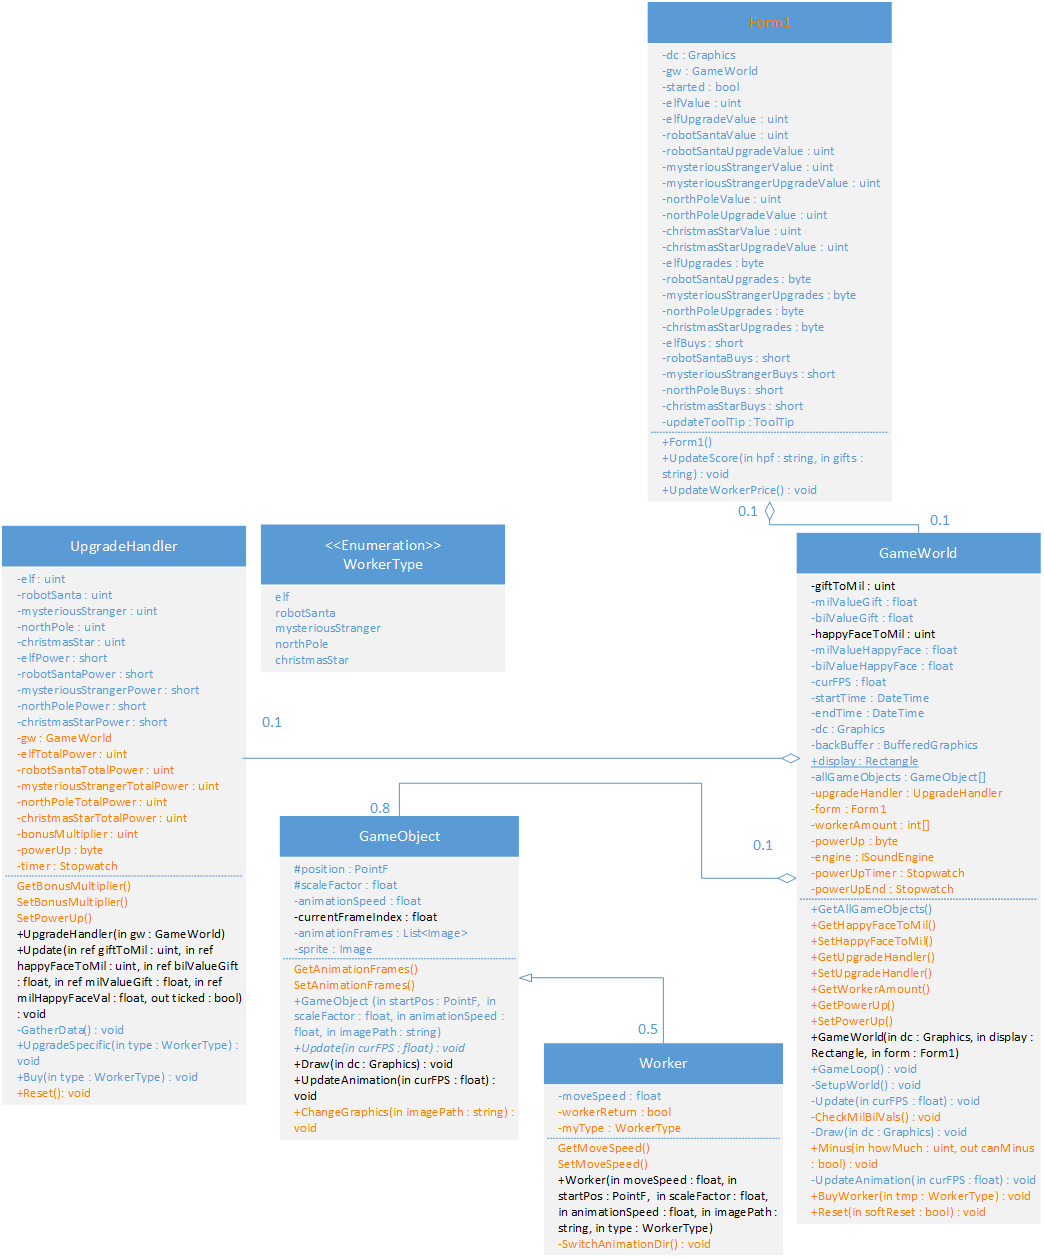 Form1
-dc : Graphics
-gw : GameWorld
-started : bool
-elfValue : uint
-elfUpgradeValue : uint
-robotSantaValue : uint
-robotSantaUpgradeValue : uint
-mysteriousStrangerValue : uint
-mysteriousStrangerUpgradeValue : uint
-northPoleValue : uint
-northPoleUpgradeValue : uint
-christmasStarValue : uint
-christmasStarUpgradeValue : uint
-elfUpgrades : byte
-robotSantaUpgrades : byte
-mysteriousStrangerUpgrades : byte
-northPoleUpgrades : byte
-christmasStarUpgrades : byte
-elfBuys : short
-robotSantaBuys : short
-mysteriousStrangerBuys : short
-northPoleBuys : short
-christmasStarBuys : short
-updateToolTip : ToolTip
+Form1()
+UpdateScore(in hpf : string, in gifts :
string) : void
+UpdateWorkerPrice() : void
0.1
0.1
UpgradeHandler
-elf : uint
-robotSanta : uint
-mysteriousStranger : uint
-northPole : uint
-christmasStar : uint
-elfPower : short
-robotSantaPower : short
-mysteriousStrangerPower : short
-northPolePower : short
-christmasStarPower : short
-gw : GameWorld
-elfTotalPower : uint
-robotSantaTotalPower : uint
-mysteriousStrangerTotalPower : uint
-northPoleTotalPower : uint
-christmasStarTotalPower : uint
-bonusMultiplier : uint
-powerUp : byte
-timer : Stopwatch
GetBonusMultiplier()
SetBonusMultiplier()
SetPowerUp()
+UpgradeHandler(in gw : GameWorld)
+Update(in ref giftToMil : uint, in ref
happyFaceToMil : uint, in ref bilValueGift
: float, in ref milValueGift : float, in ref
milHappyFaceVal : float, out ticked : bool)
: void
-GatherData() : void
+UpgradeSpecific(in type : WorkerType) :
void
+Buy(in type : WorkerType) : void
+Reset(): void
<<Enumeration>>
WorkerType
elf
robotSanta
mysteriousStranger
northPole
christmasStar
0.1
0.8
0.1
GameObject
#position : PointF
#scaleFactor : float
-animationSpeed : float
-currentFrameIndex : float
-animationFrames : List<Image>
-sprite : Image
GetAnimationFrames()
SetAnimationFrames()
+GameObject (in startPos : PointF,  in
scaleFactor : float, in animationSpeed :
float, in imagePath : string)
+Update(in curFPS : float) : void
+Draw(in dc : Graphics) : void
+UpdateAnimation(in curFPS : float) :
void
+ChangeGraphics(in imagePath : string) :
void
0.5
Worker
-moveSpeed : float
-workerReturn : bool
-myType : WorkerType
GetMoveSpeed()
SetMoveSpeed()
+Worker(in moveSpeed : float, in
startPos : PointF,  in scaleFactor : float,
in animationSpeed : float, in imagePath :
string, in type : WorkerType)
-SwitchAnimationDir() : void
GameWorld
-giftToMil : uint
-milValueGift : float
-bilValueGift : float
-happyFaceToMil : uint
-milValueHappyFace : float
-bilValueHappyFace : float
-curFPS : float
-startTime : DateTime
-endTime : DateTime
-dc : Graphics
-backBuffer : BufferedGraphics
+display : Rectangle
-allGameObjects : GameObject[]
-upgradeHandler : UpgradeHandler
-form : Form1
-workerAmount : int[]
-powerUp : byte
-engine : ISoundEngine
-powerUpTimer : Stopwatch
-powerUpEnd : Stopwatch
+GetAllGameObjects()
+GetHappyFaceToMil()
+SetHappyFaceToMil()
+GetUpgradeHandler()
+SetUpgradeHandler()
+GetWorkerAmount()
+GetPowerUp()
+SetPowerUp()
+GameWorld(in dc : Graphics, in display :
Rectangle, in form : Form1)
+GameLoop() : void
-SetupWorld() : void
-Update(in curFPS : float) : void
-CheckMilBilVals() : void
-Draw(in dc : Graphics) : void
+Minus(in howMuch : uint, out canMinus
: bool) : void
-UpdateAnimation(in curFPS : float) : void
+BuyWorker(in tmp : WorkerType) : void
+Reset(in softReset : bool) : void